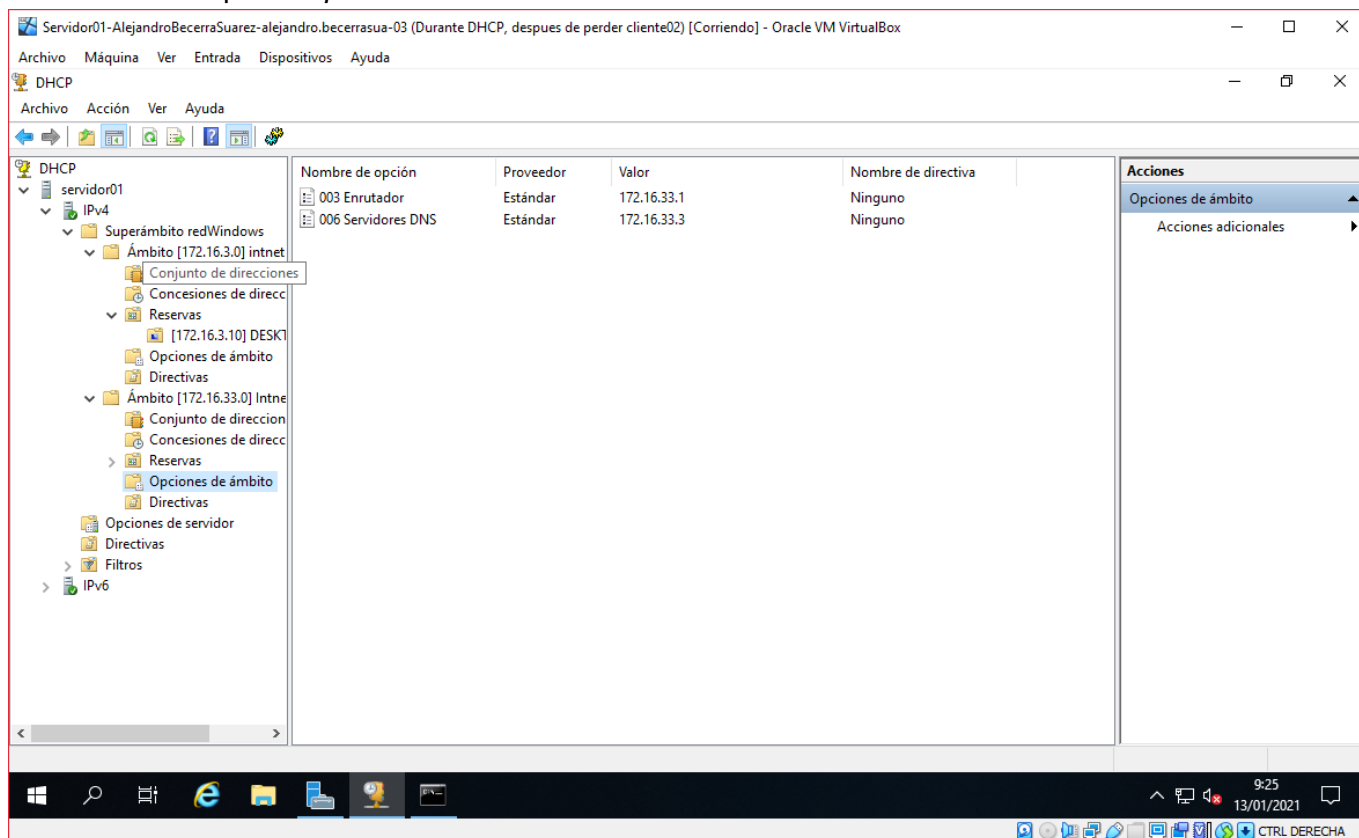 Servidor01-AlejandroBecerraSuarez-alejandro.becerrasua-03 (Durante DHCP, despues de perder cliente02) [Corriendo] - Oracle VM VirtualBox
Archivo Máquina Ver Entrada Dispositivos Ayuda
DHCP
Archivo Acción Ver Ayuda
DHCP
servidor01
IPv4
Superámbito redWindows
Ámbito [172.16.3.0] intnet
Conjunto de direcciones
Concesiones de direcc
Reservas
[172.16.3.10] DESKT
Opciones de ámbito
Directivas
Ámbito [172.16.33.0] Intne
Conjunto de direccion
Concesiones de direcc
Reservas
Opciones de ámbito
Directivas
Opciones de servidor
Directivas
Filtros
IPv6
Nombre de opción Proveedor Valor Nombre de directiva
003 Enrutador Estándar 172.16.33.1 Ninguno
006 Servidores DNS Estándar 172.16.33.3 Ninguno
Acciones
Opciones de ámbito
Acciones adicionales
9:25
13/01/2021
CTRL DERECHA